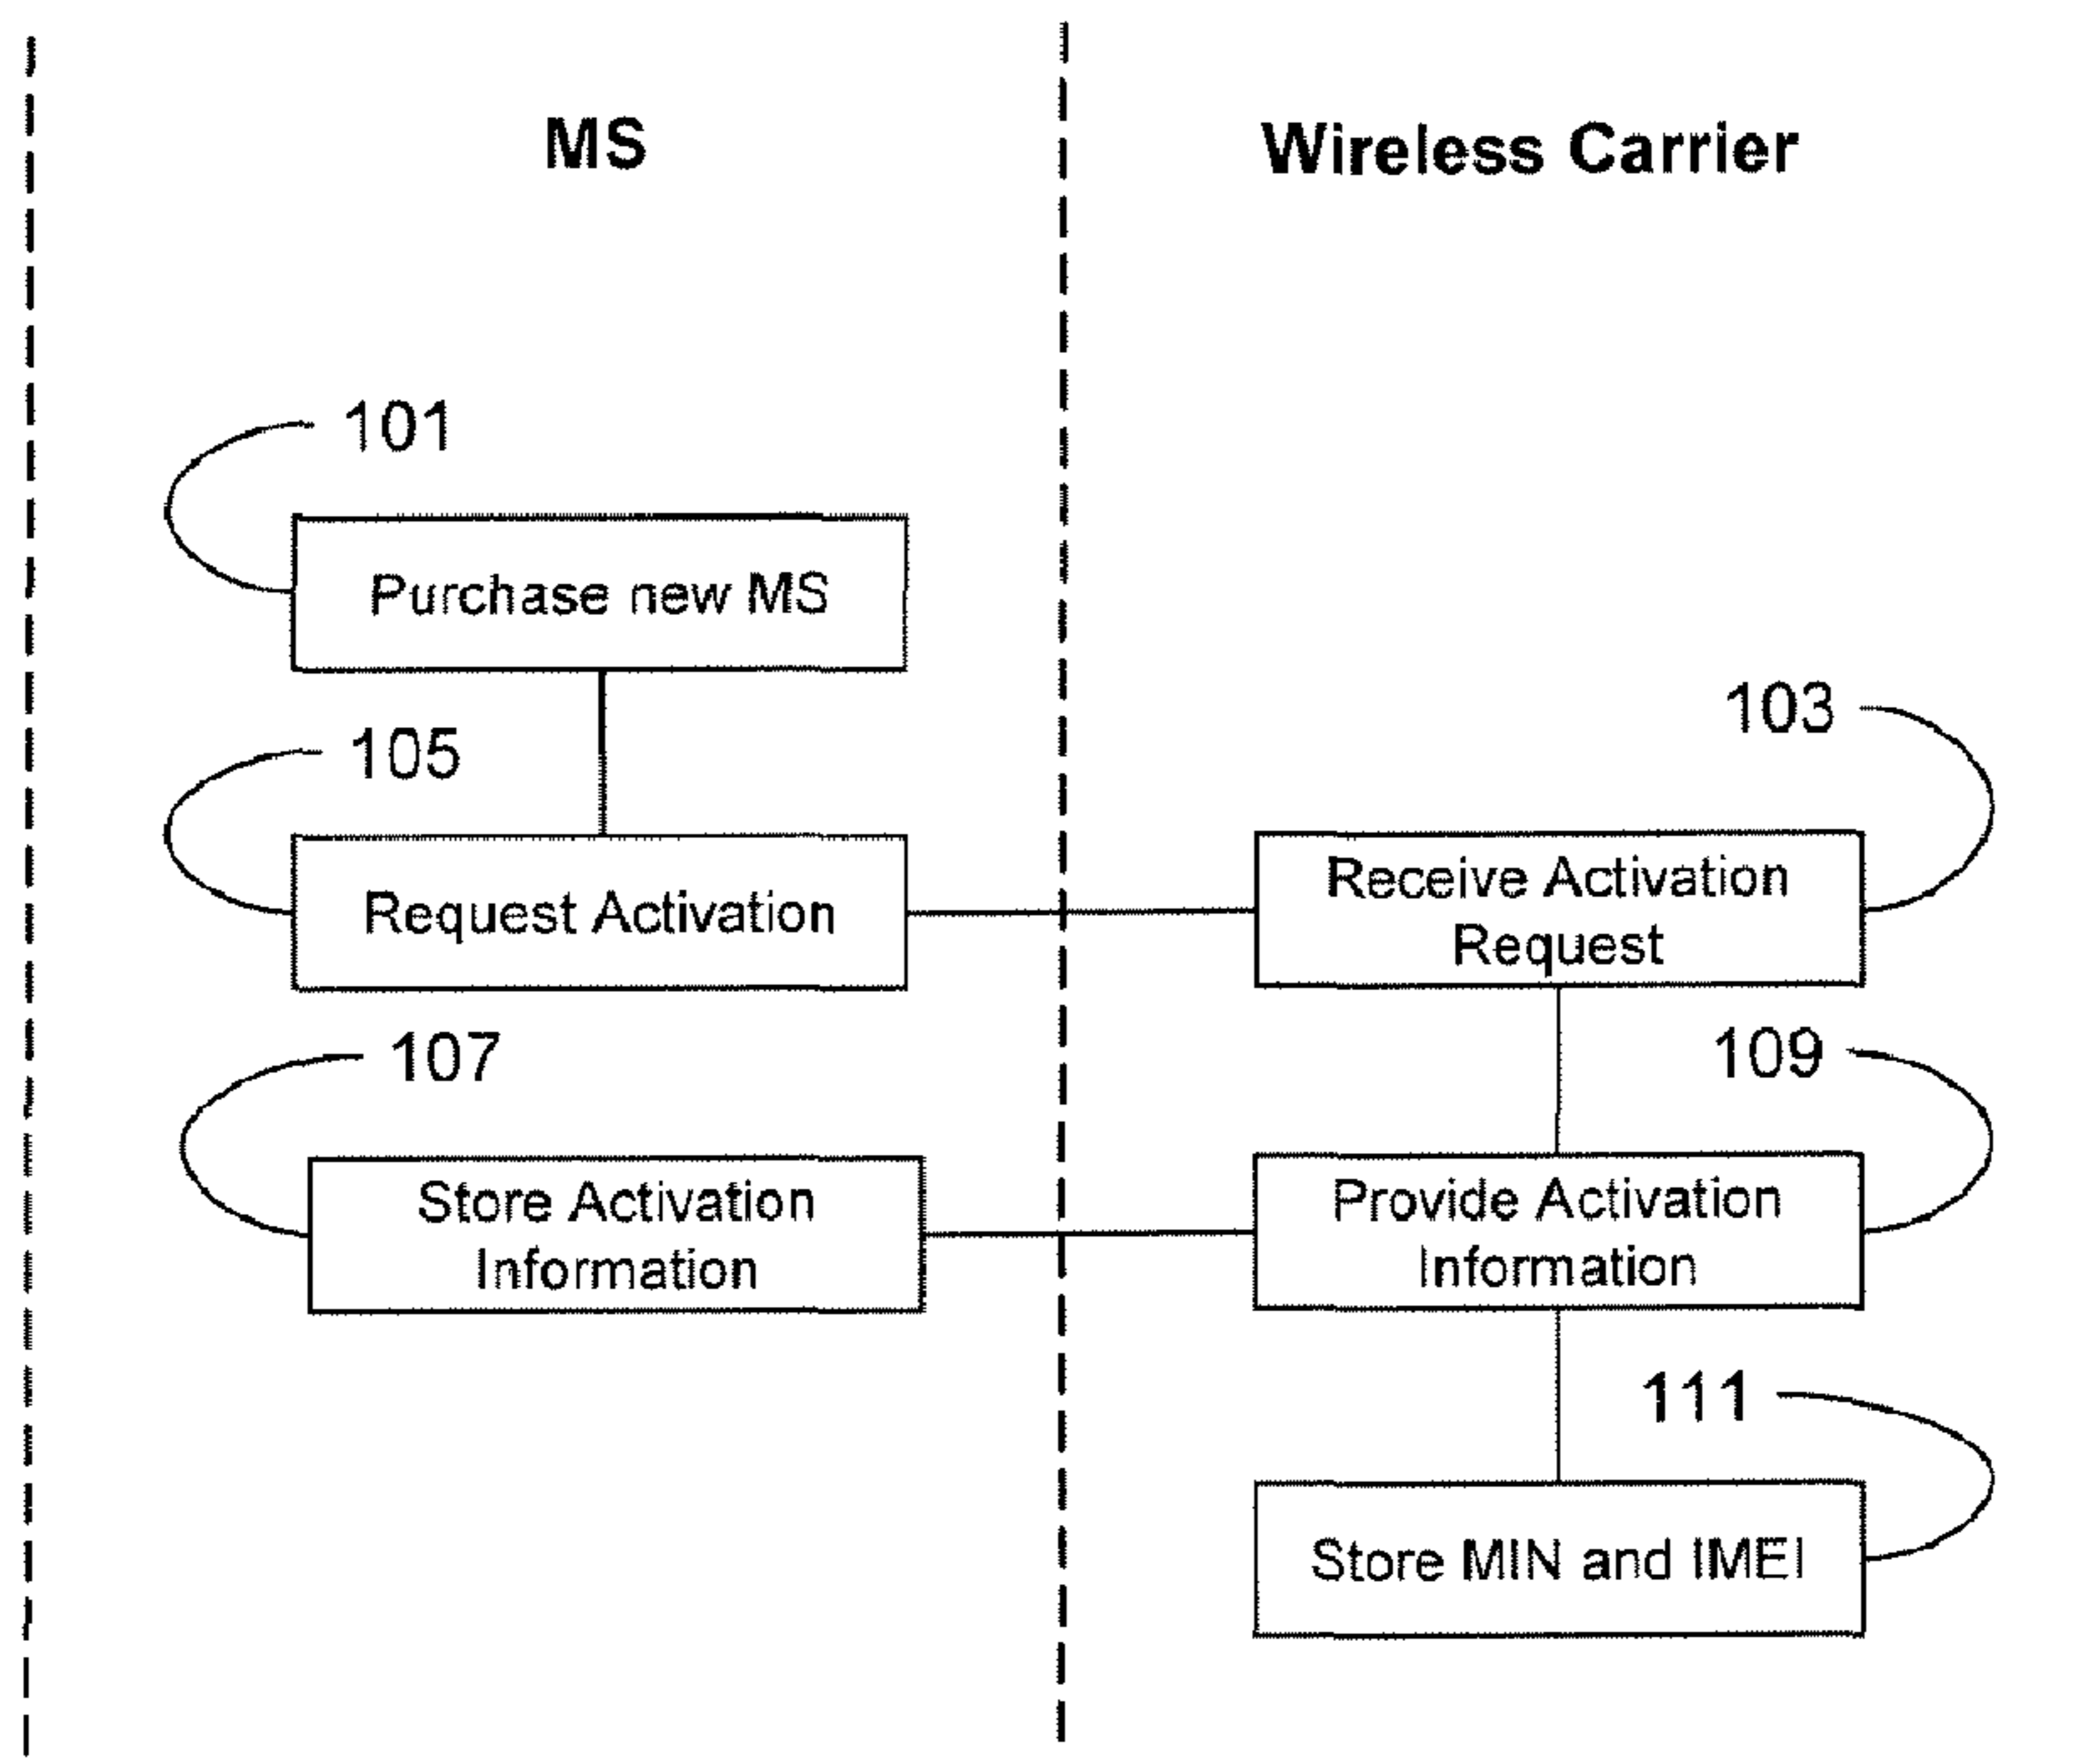 MS
Wireless Carrier
101
Purchase new MS
103
105
Request Activation
Receive Activation
Request
107
109
Store Activation
Information
Provide Activation
Information
111
Store MIN and IMEI